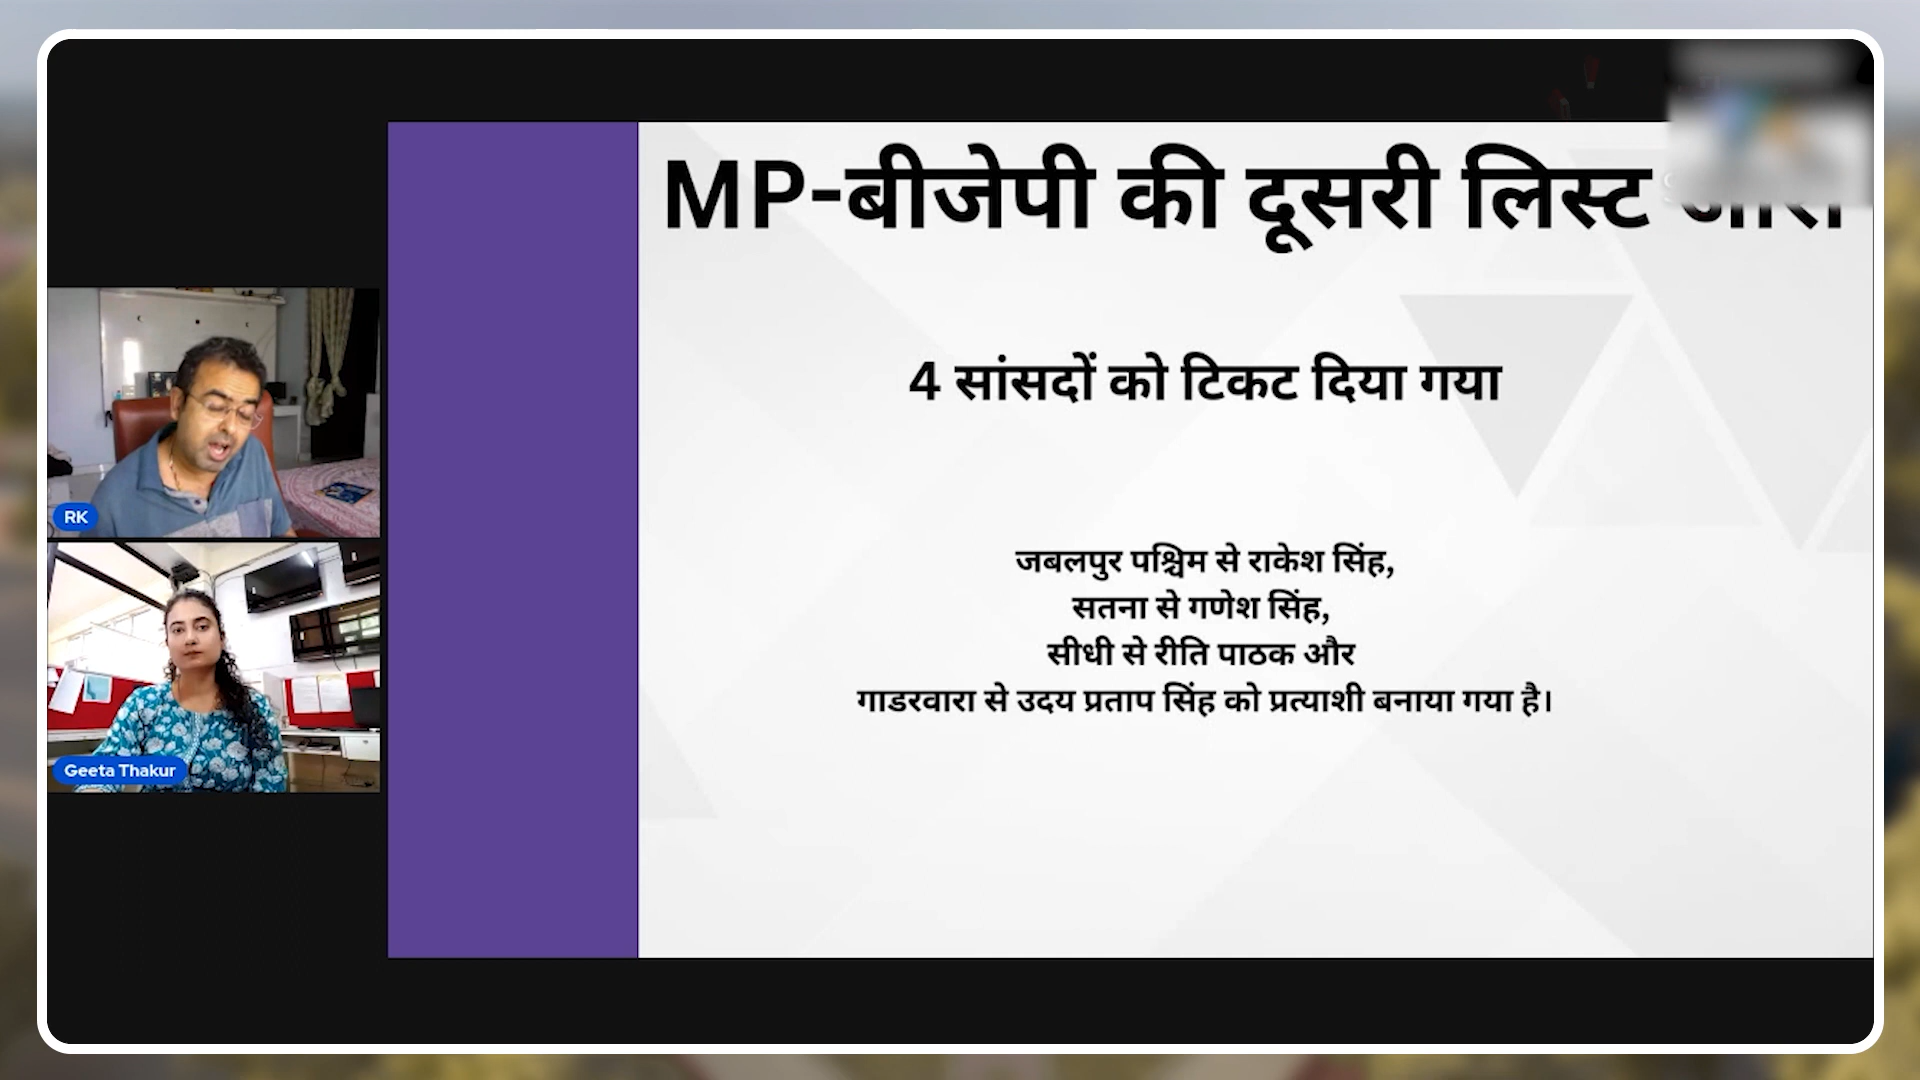 MP-बीजेपी की दूसरी लिस्ट
4 सांसदों को टिकट दिया गया
जबलपुर पश्चिम से राकेश सिंह,
सतना से गणेश सिंह,
सीधी से रीति पाठक और
गाडरवारा से उदय प्रताप सिंह को प्रत्याशी बनाया गया है।
RK
Geeta Thakur